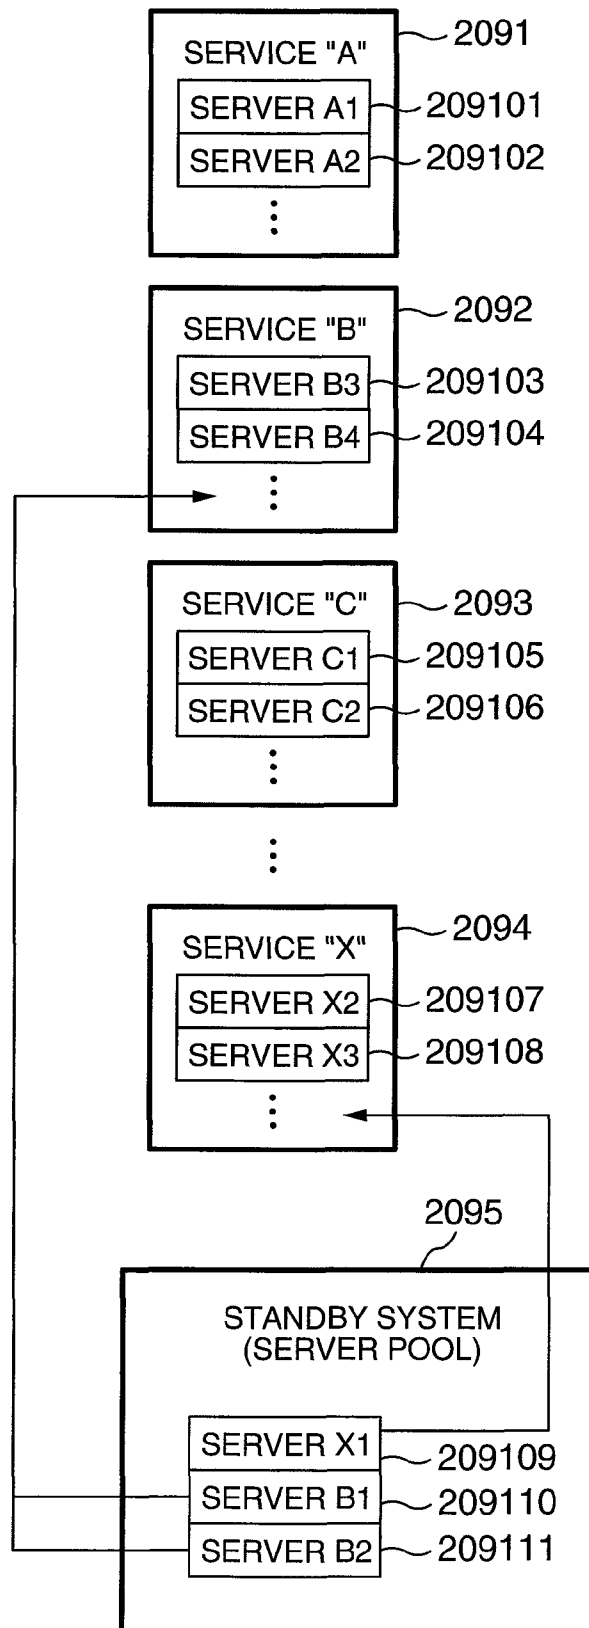 SERVICE "A"
2091
SERVER A1
209101
SERVER A2
209102
SERVICE "B"
2092
SERVER B3
209103
SERVER B4
209104
SERVICE "C"
2093
SERVER C1
209105
SERVER C2
209106
SERVICE "X"
2094
SERVER X2
209107
SERVER X3
209108
2095
STANDBY SYSTEM
(SERVER POOL)
SERVER X1
209109
SERVER B1
209110
SERVER B2
209111